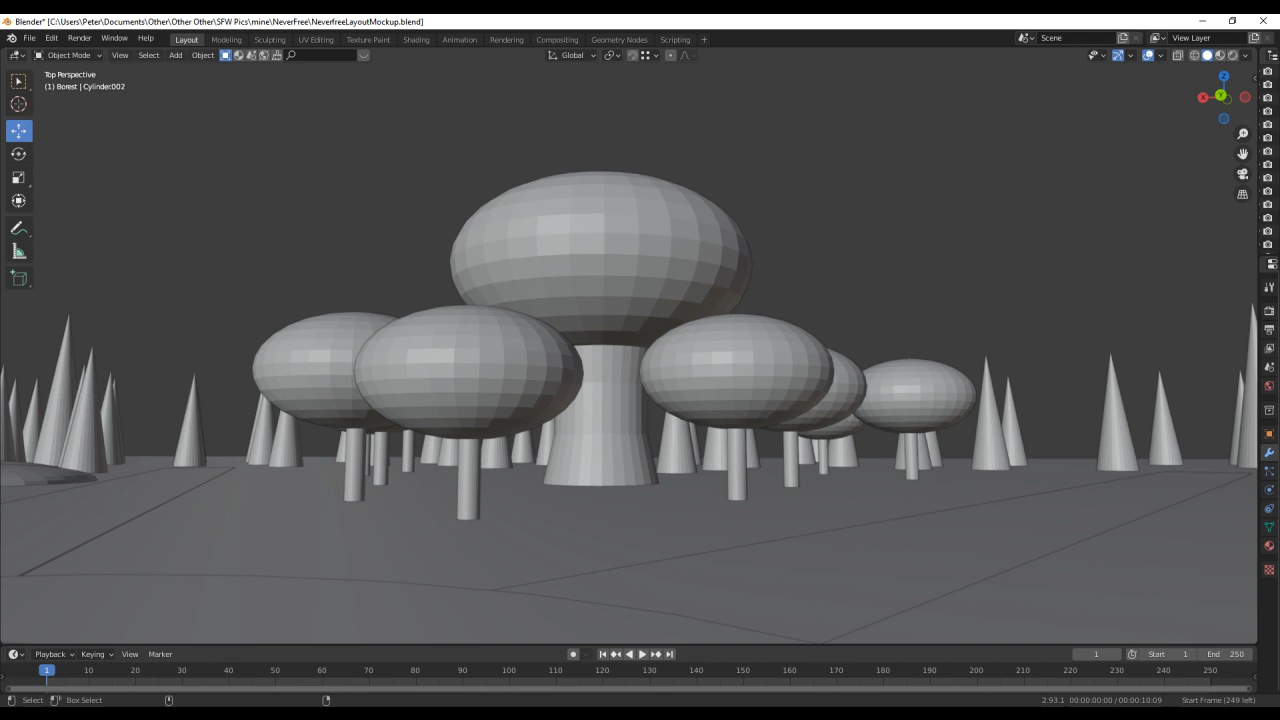 Blender* [C:\Users\Peter\Documents\Other\Other Other\SFW Pics\mine\NeverFree\NeverfreeLayoutMockup.blend]
File Edit Render Window Help Layout Modeling Sculpting UV Editing Texture Paint Shading Animation Rendering Compositing Geometry Nodes Scripting + Scene View Layer
Object Mode View Select Add Object Global
Top Perspective
(1) Borest | Cylinder.002
Z
X Y
Playback Keying View Marker 1 Start 1 End 250
1 10 20 30 40 50 60 70 80 90 100 110 120 130 140 150 160 170 180 190 200 210 220 230 240 250
Select Box Select 2.93.1 00:00:00:00 / 00:00:10:09 Start Frame (249 left)